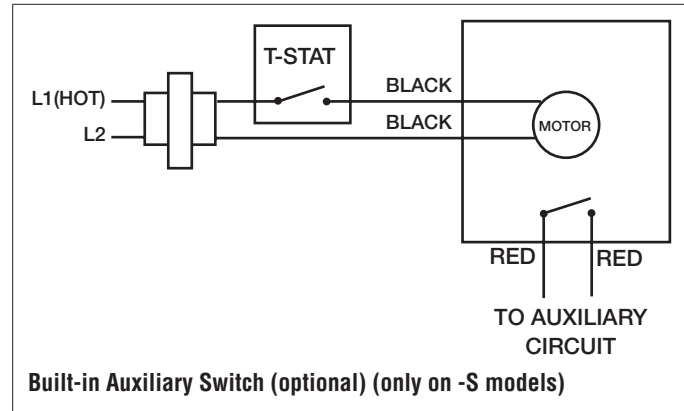 T-STAT
L1(HOT)
BLACK
L2
BLACK
MOTOR
RED RED
TO AUXILIARY
CIRCUIT
Built-in Auxiliary Switch (optional) (only on -S models)